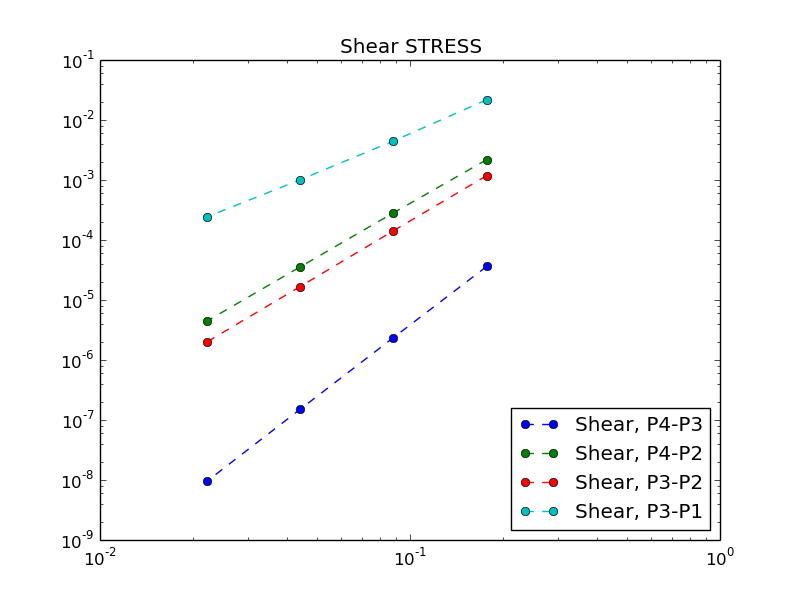 Shear STRESS
10^-1
10^-2
10^-3
10^-4
10^-5
10^-6
10^-7
10^-8
10^-9
10^-2 10^-1 10^0
Shear, P4-P3
Shear, P4-P2
Shear, P3-P2
Shear, P3-P1